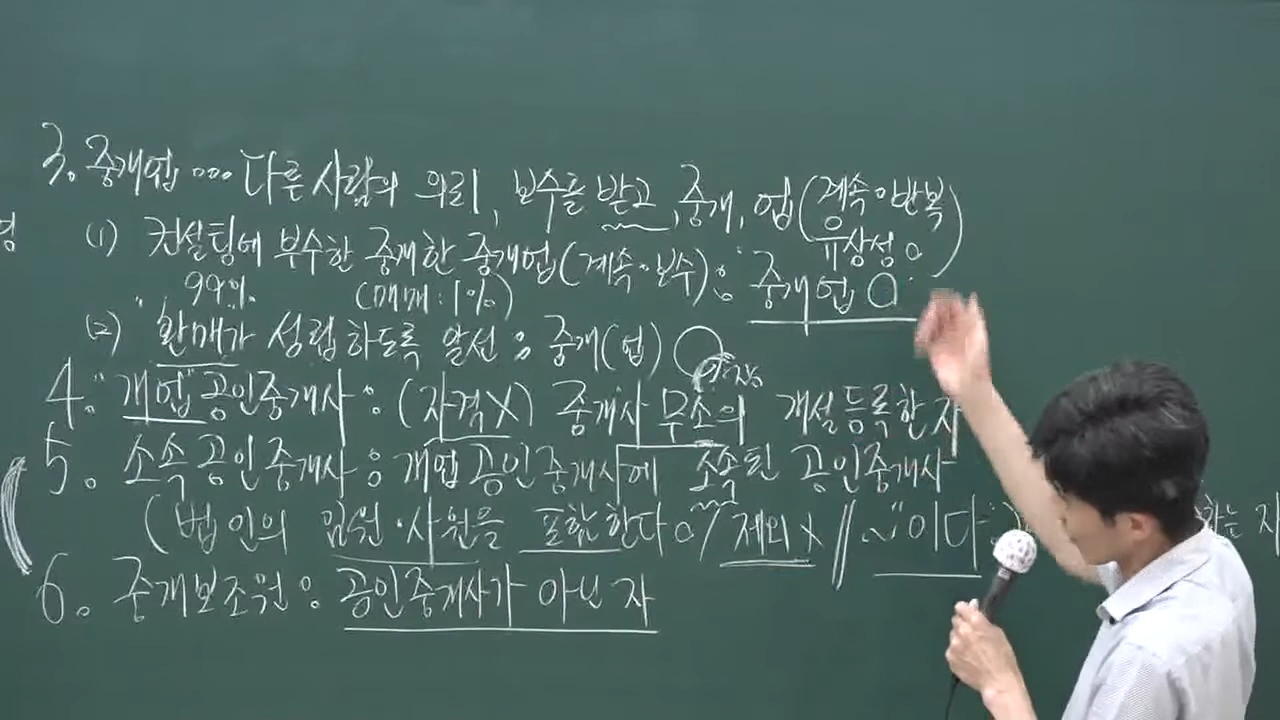 3. 중개업 ... 다른 사람의 의뢰, 보수를 받고, 중개, 업(계속·반복
유상성 ○)
(1) 컨설팅에 부수한 중개한 중개업(계속·보수) : 중개업 ○
99% (매매 : 1%)
(2) "환매가 성립하도록 알선 : 중개(업) ○
4. "개업"공인중개사 : (자격X) 중개사무소의 개설등록한 자
5. 소속공인중개사 : 개업공인중개사에 소속된 공인중개사
(법인의 임원·사원을 포함한다 ○ / 제외 X // ~"이다
6. 중개보조원 : 공인중개사가 아닌 자